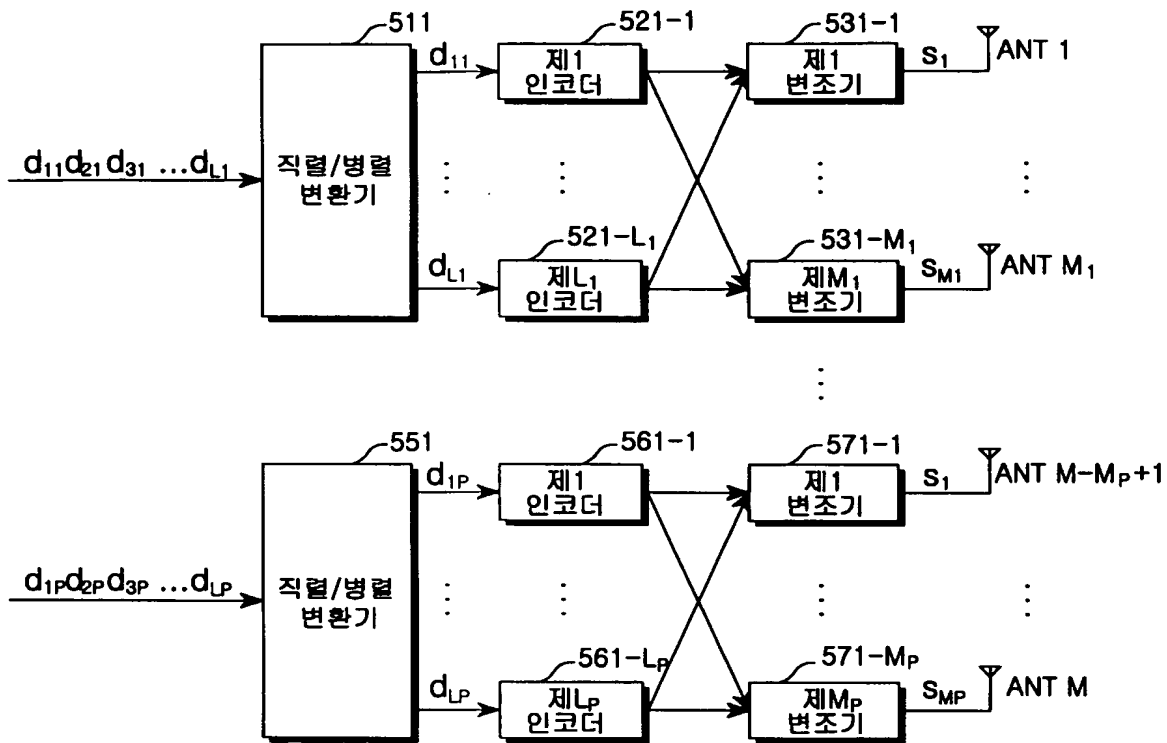 511
521-1
531-1
d11
제1
인코더
제1
변조기
S1
ANT 1
d11d21d31 ...dL1
직렬/병렬
변환기
521-L1
531-M1
dL1
제L1
인코더
제M1
변조기
SM1
ANT M1
551
561-1
571-1
d1P
제1
인코더
제1
변조기
S1
ANT M-MP+1
d1Pd2Pd3P ...dLP
직렬/병렬
변환기
561-LP
571-MP
dLP
제LP
인코더
제MP
변조기
SMP
ANT M